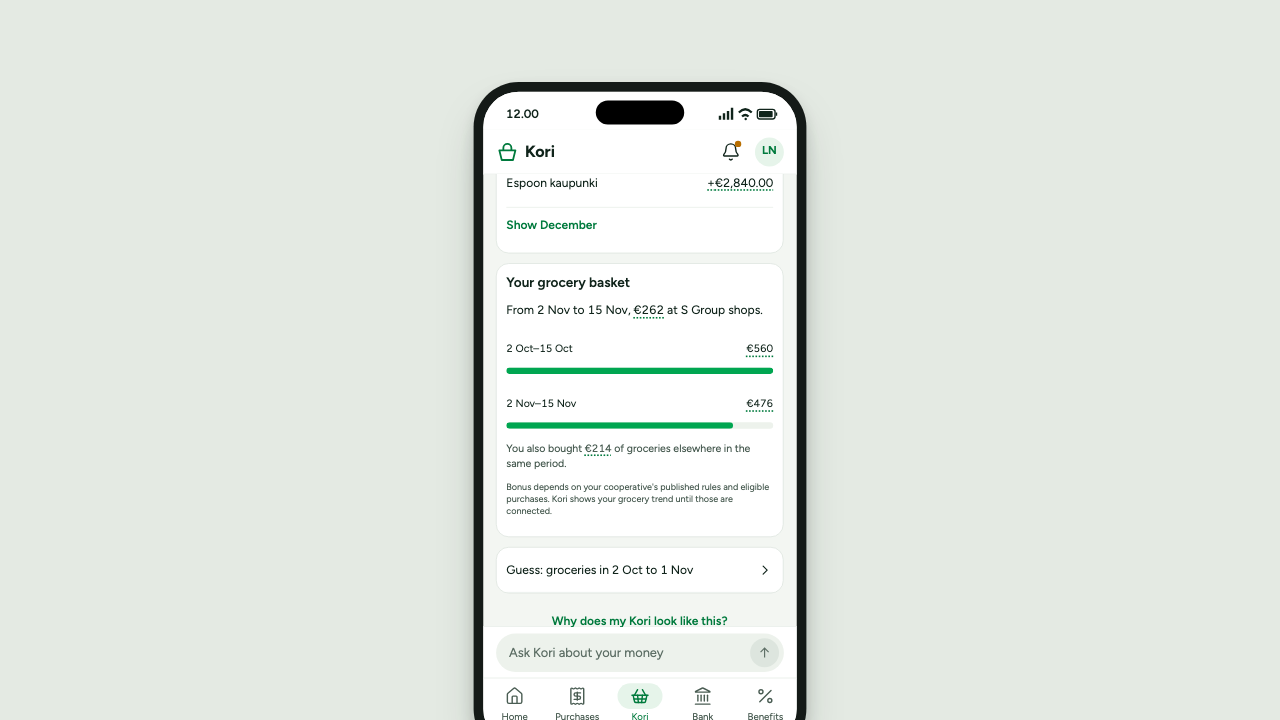 12.00
Kori
LN
Espoon kaupunki +€2,840.00
Show December
Your grocery basket
From 2 Nov to 15 Nov, €262 at S Group shops.
2 Oct–15 Oct €560
2 Nov–15 Nov €476
You also bought €214 of groceries elsewhere in the
same period.
Bonus depends on your cooperative's published rules and eligible
purchases. Kori shows your grocery trend until those are
connected.
Guess: groceries in 2 Oct to 1 Nov
Why does my Kori look like this?
Ask Kori about your money
Home Purchases Kori Bank Benefits